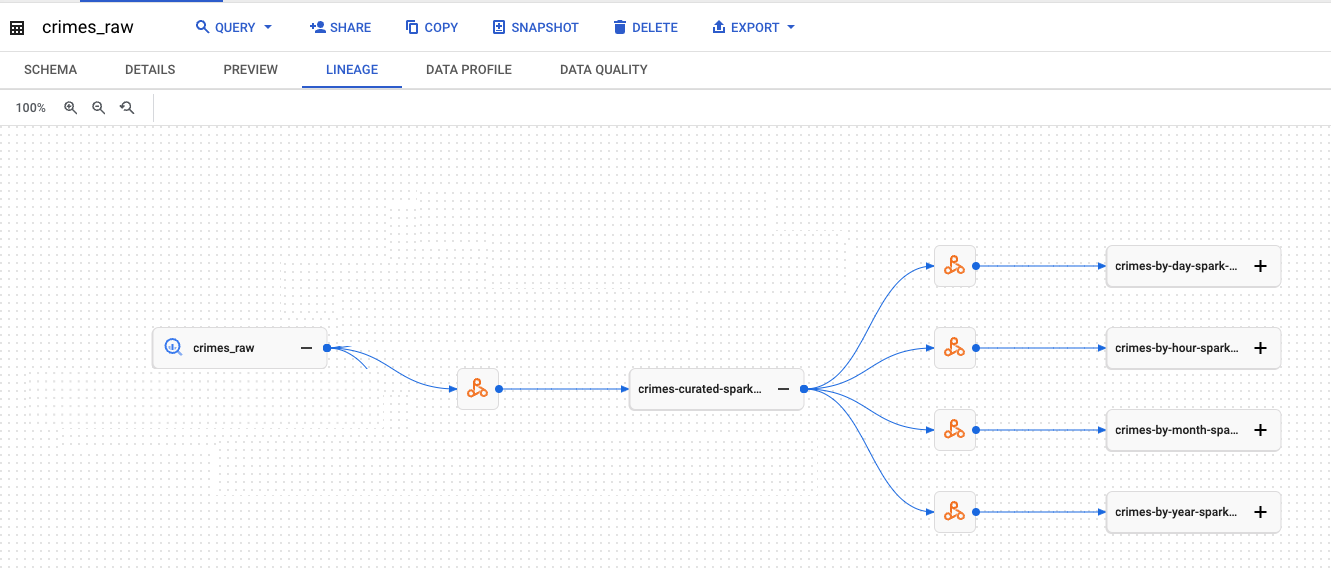 crimes_raw QUERY SHARE COPY SNAPSHOT DELETE EXPORT
SCHEMA DETAILS PREVIEW LINEAGE DATA PROFILE DATA QUALITY
100%
crimes-by-day-spark-...
crimes_raw
crimes-by-hour-spark...
crimes-curated-spark...
crimes-by-month-spa...
crimes-by-year-spark...